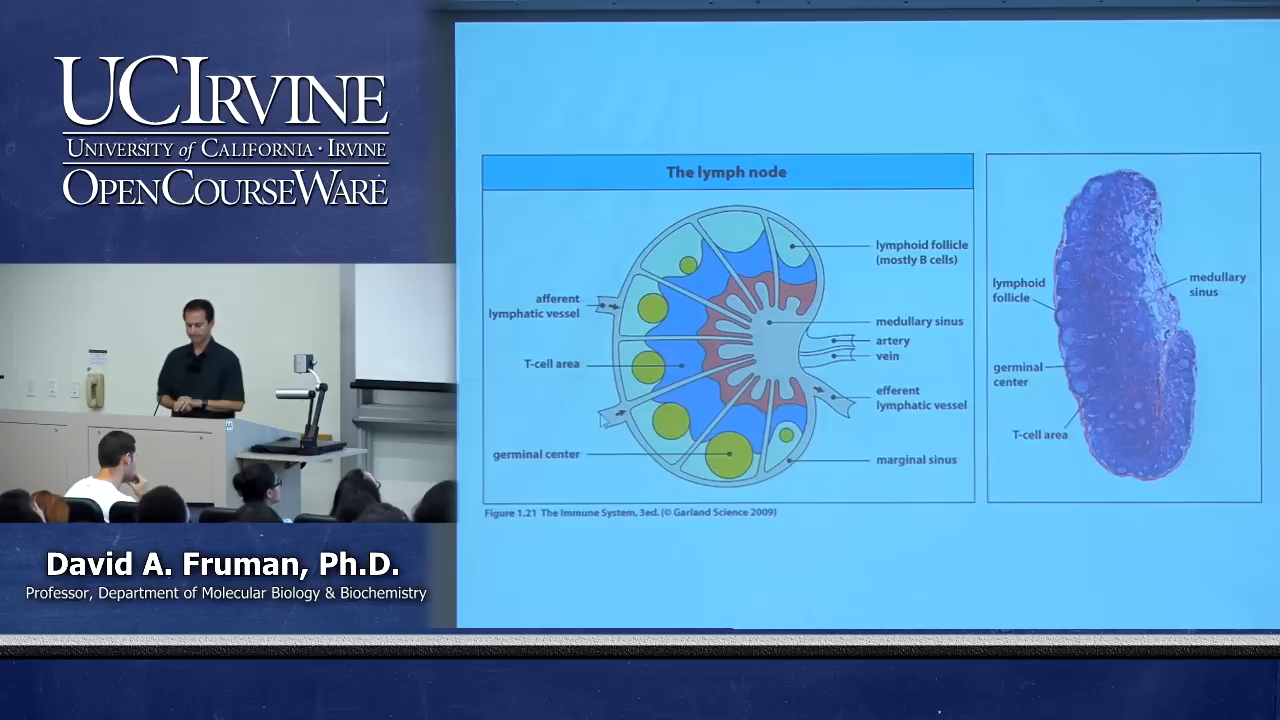 UCIRVINE
UNIVERSITY of CALIFORNIA · IRVINE
OPENCOURSEWARE
David A. Fruman, Ph.D.
Professor, Department of Molecular Biology & Biochemistry
The lymph node
afferent
lymphatic vessel
T-cell area
germinal center
lymphoid follicle
(mostly B cells)
medullary sinus
artery
vein
efferent
lymphatic vessel
marginal sinus
Figure 1.21 The Immune System, 3ed. (© Garland Science 2009)
lymphoid
follicle
germinal
center
T-cell area
medullary
sinus